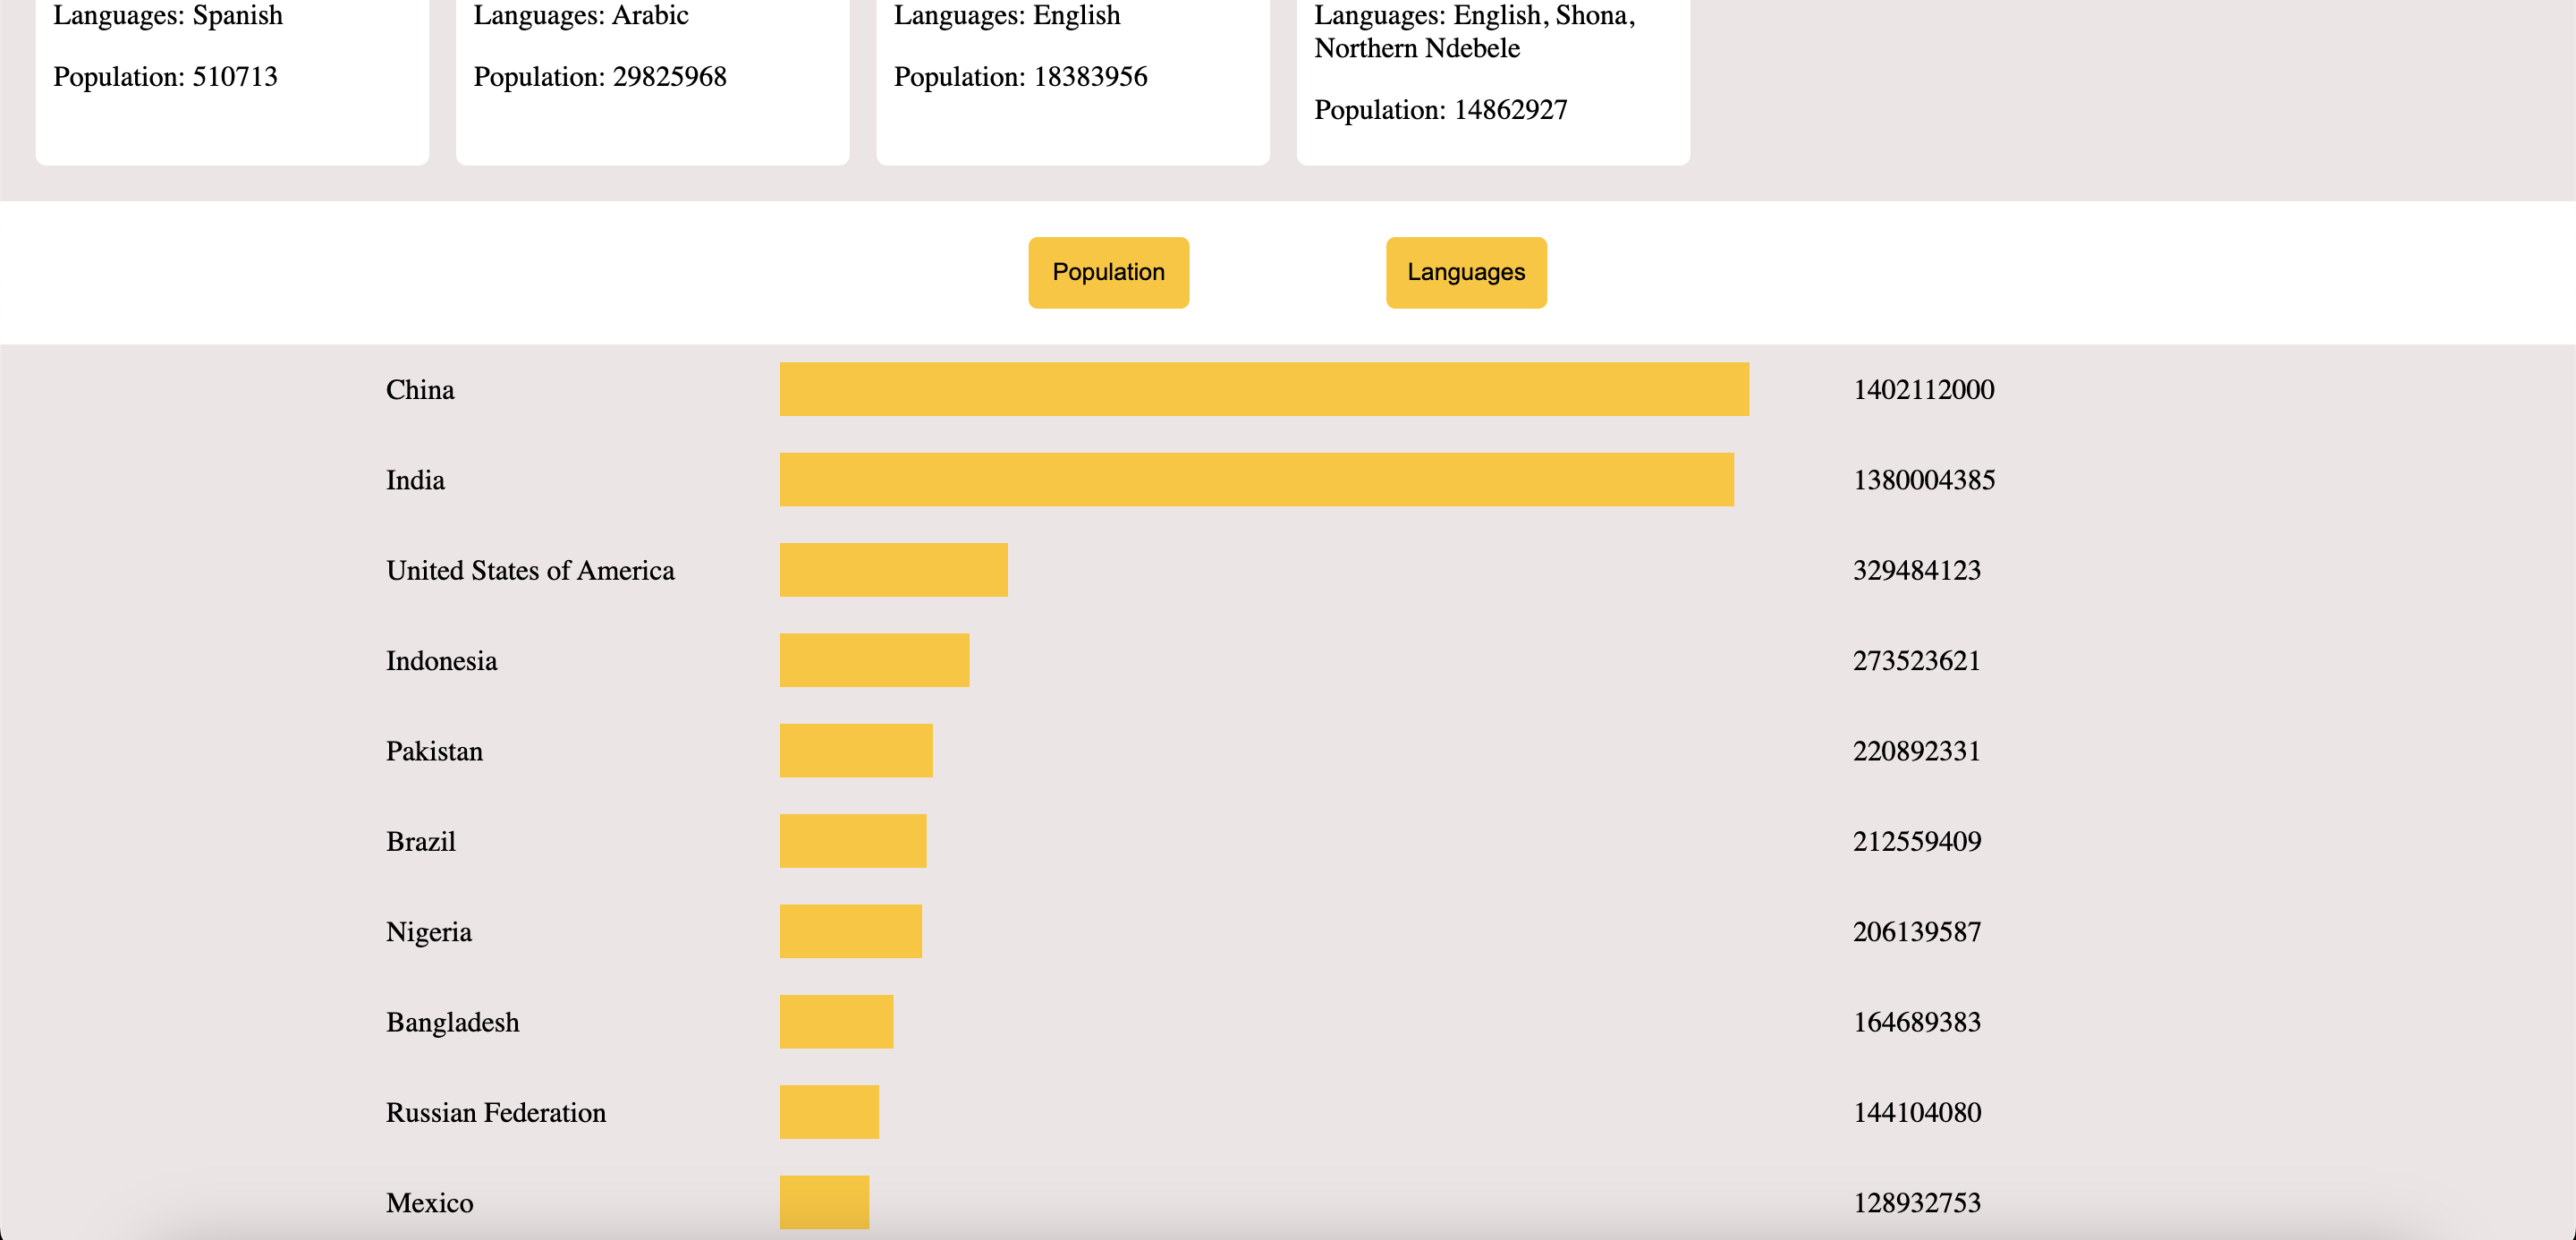 Languages: Spanish
Population: 510713
Languages: Arabic
Population: 29825968
Languages: English
Population: 18383956
Languages: English, Shona,
Northern Ndebele
Population: 14862927
Population
Languages
China 1402112000
India 1380004385
United States of America 329484123
Indonesia 273523621
Pakistan 220892331
Brazil 212559409
Nigeria 206139587
Bangladesh 164689383
Russian Federation 144104080
Mexico 128932753